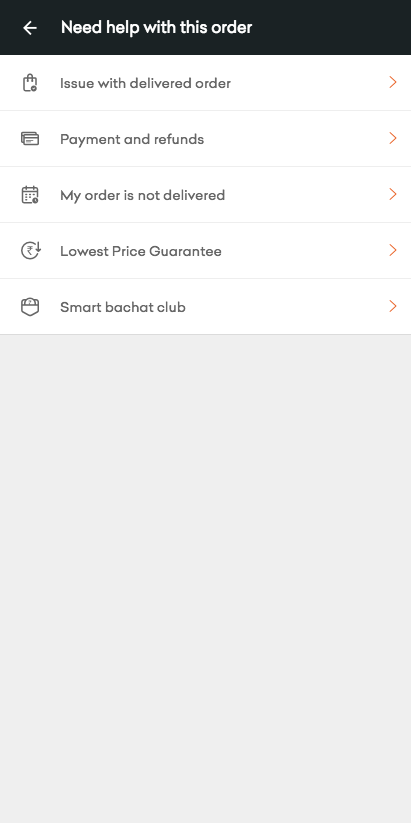 Need help with this order
Issue with delivered order
Payment and refunds
My order is not delivered
Lowest Price Guarantee
Smart bachat club